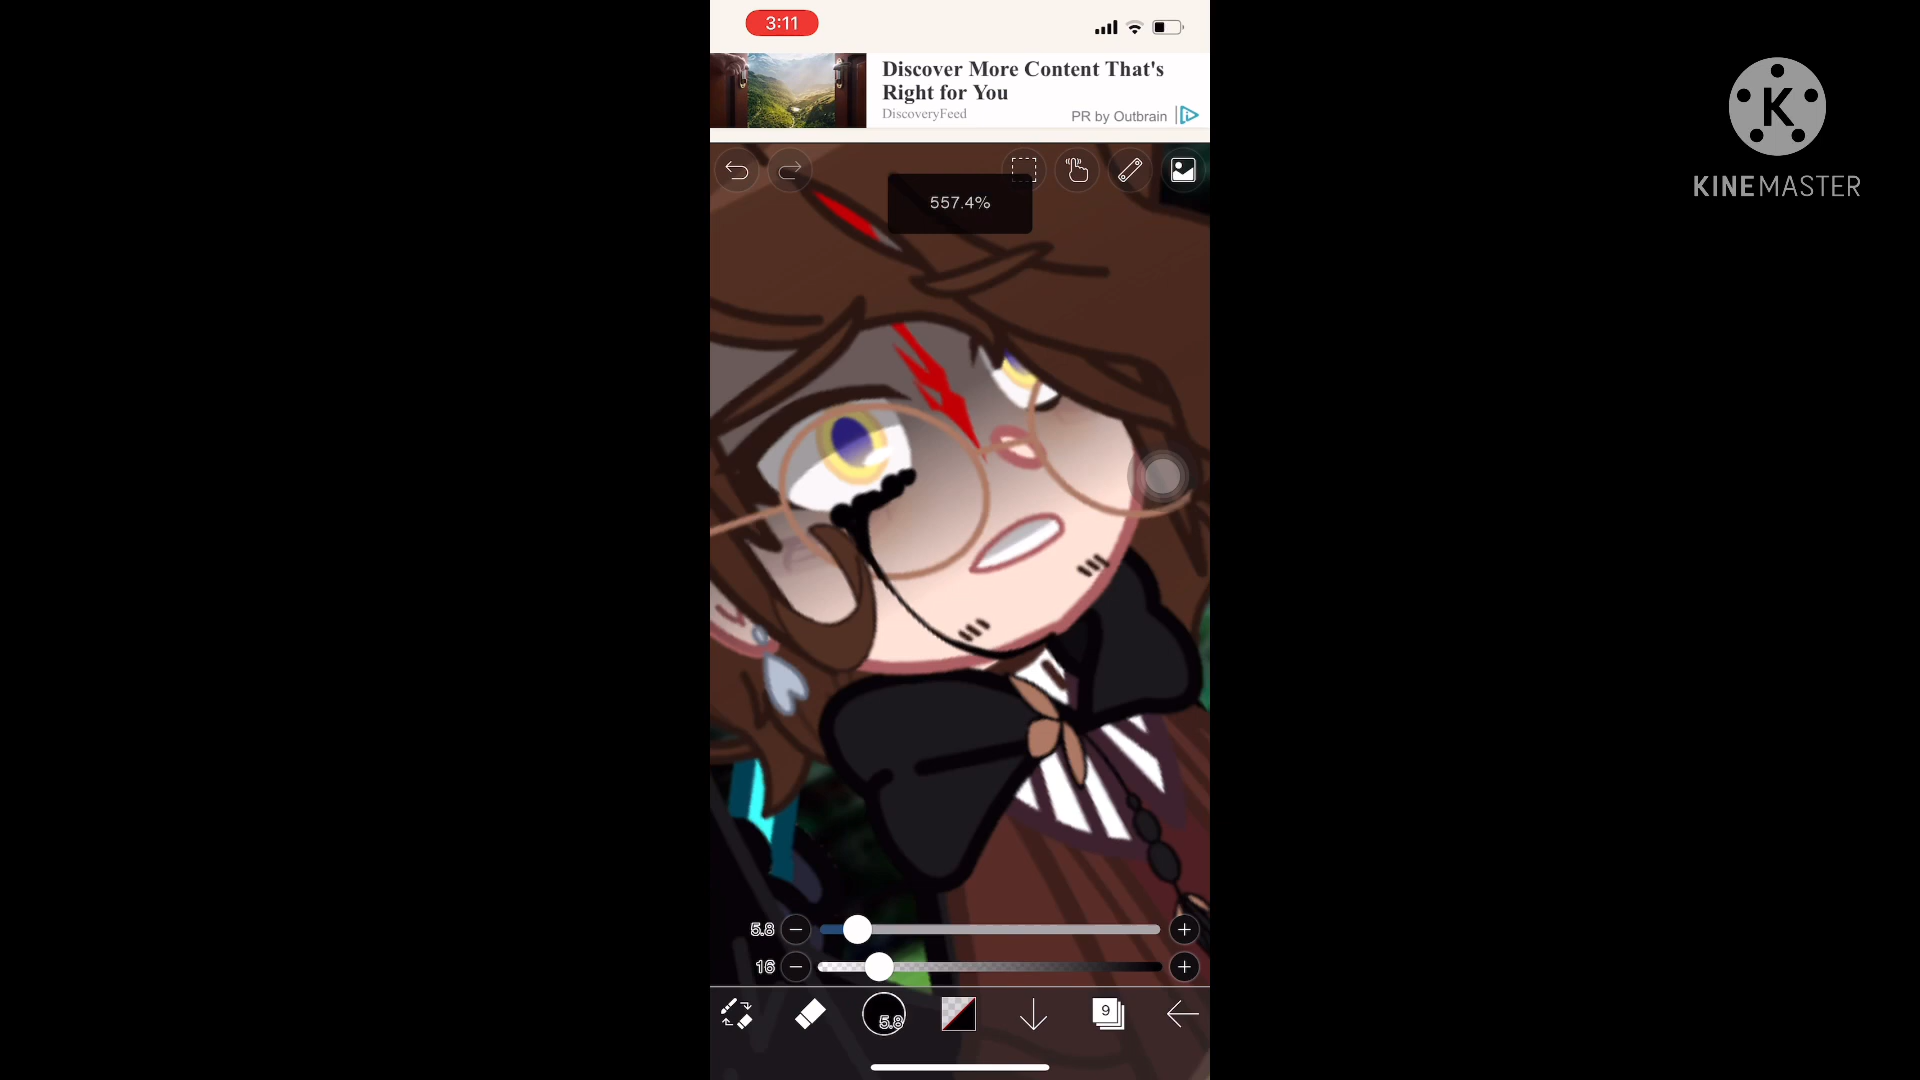 3:11
Discover More Content That's
Right for You
DiscoveryFeed
PR by Outbrain
K
KINEMASTER
557.4%
5.8
16
5.8
9